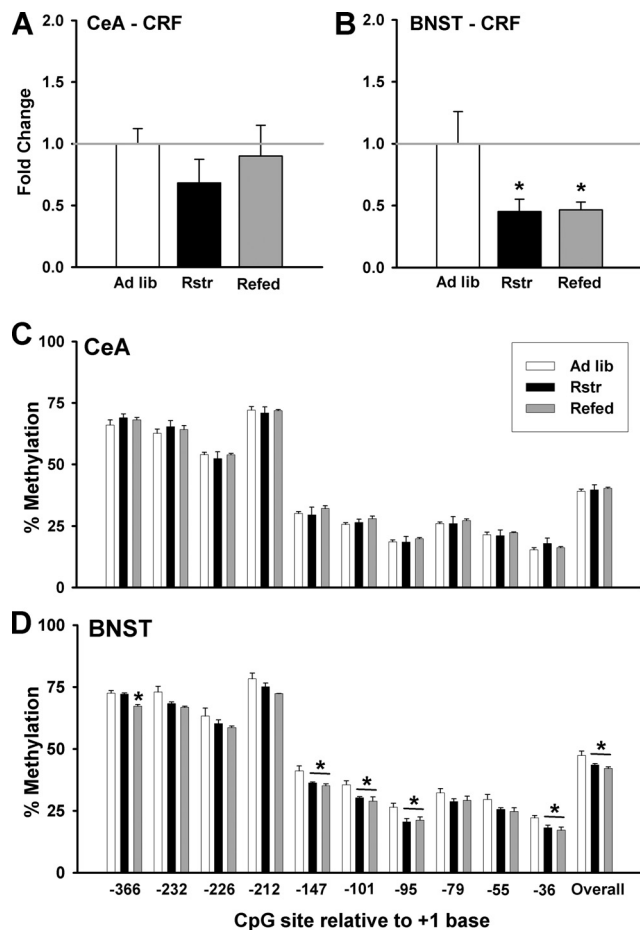 A CeA - CRF
B BNST - CRF
Fold Change
2.0
1.5
1.0
0.5
0.0
Ad lib Rstr Refed
2.0
1.5
1.0
0.5
0.0
* *
Ad lib Rstr Refed
C CeA
% Methylation
100
75
50
25
0
Ad lib
Rstr
Refed
D BNST
% Methylation
100
75
50
25
0
* * * * * *
-366 -232 -226 -212 -147 -101 -95 -79 -55 -36 Overall
CpG site relative to +1 base